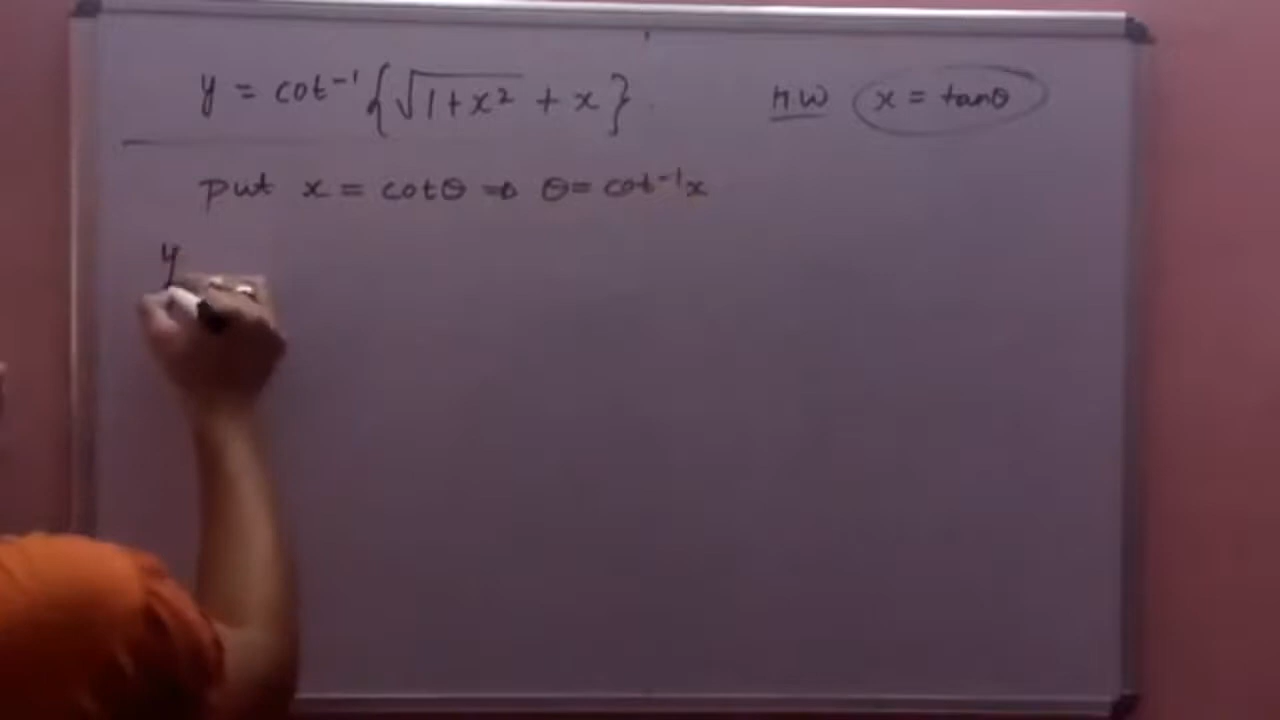 y = cot⁻¹{√1+x² + x} HW x = tanθ
put x = cotθ ⇒ θ = cot⁻¹x
y